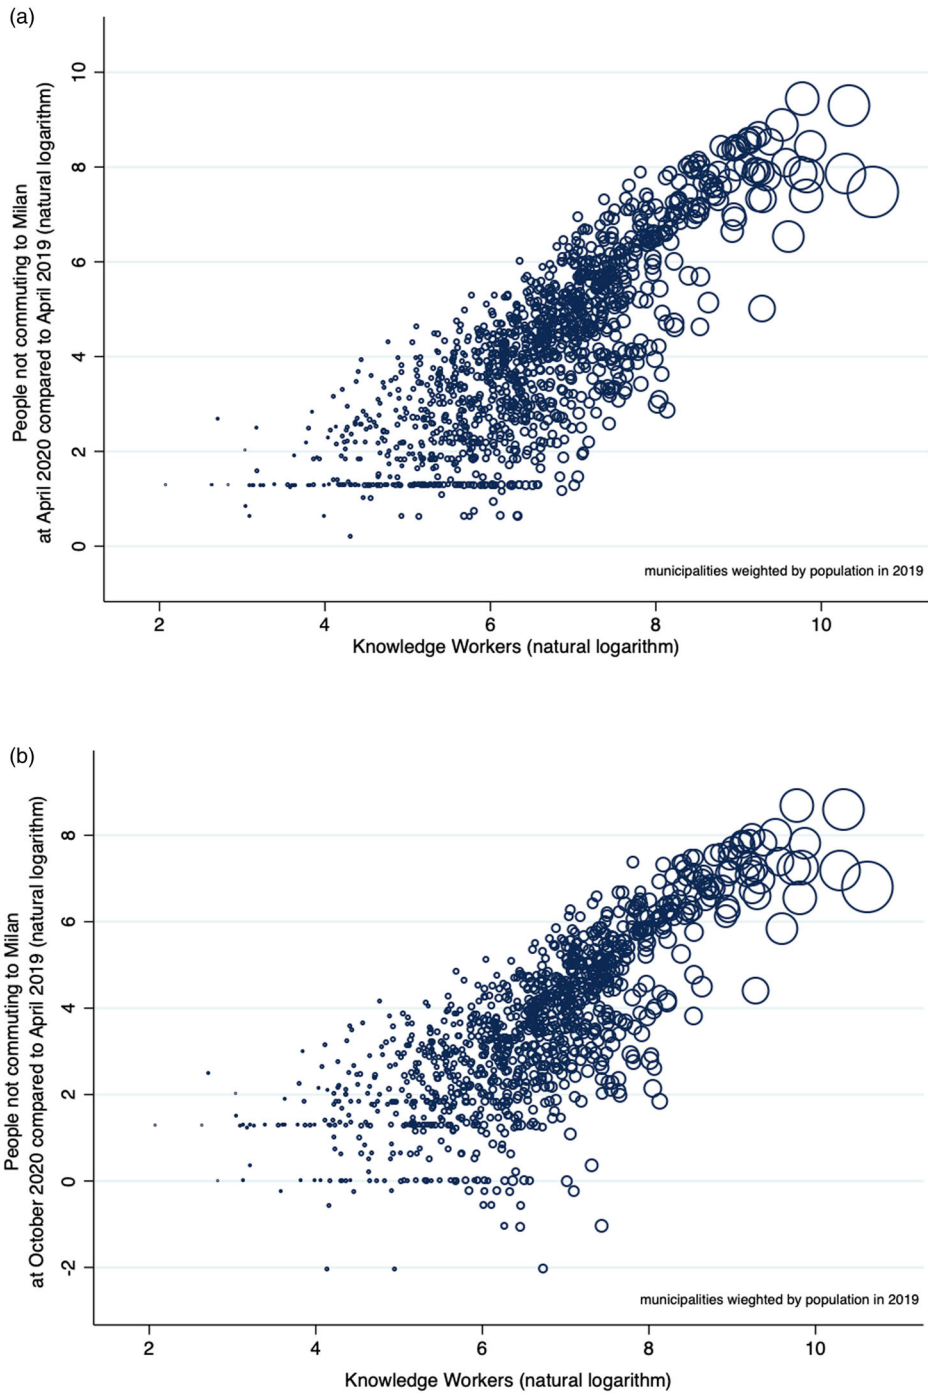 (a)
People not commuting to Milan
at April 2020 compared to April 2019 (natural logarithm)
10
8
6
4
2
0
municipalities weighted by population in 2019
2 4 6 8 10
Knowledge Workers (natural logarithm)
(b)
People not commuting to Milan
at October 2020 compared to April 2019 (natural logarithm)
8
6
4
2
0
-2
municipalities wieghted by population in 2019
2 4 6 8 10
Knowledge Workers (natural logarithm)